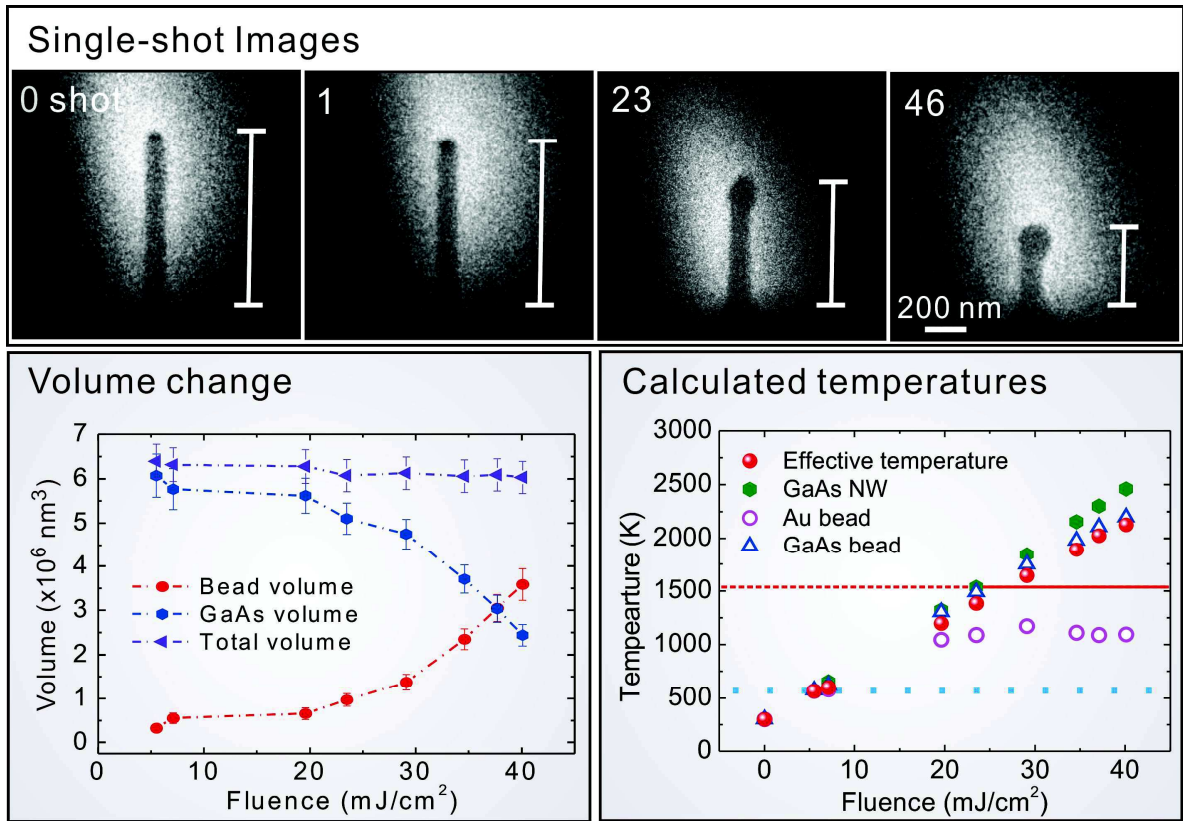 Single-shot Images
0 shot
1
23
46
200 nm
Volume change
7
6
5
4
3
2
1
0
Volume (x10⁶ nm³)
Bead volume
GaAs volume
Total volume
0 10 20 30 40
Fluence (mJ/cm²)
Calculated temperatures
3000
2500
2000
1500
1000
500
0
Tempearture (K)
Effective temperature
GaAs NW
Au bead
GaAs bead
0 10 20 30 40
Fluence (mJ/cm²)